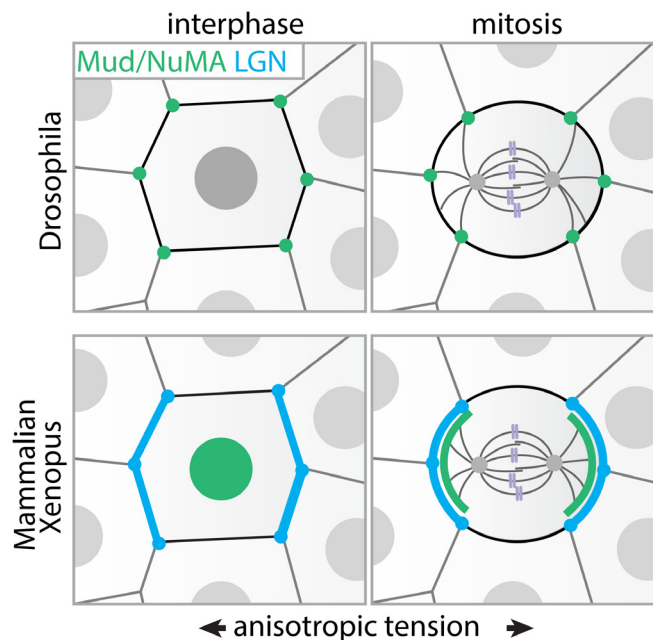 interphase
mitosis
Mud/NuMA LGN
Drosophila
Mammalian
Xenopus
anisotropic tension